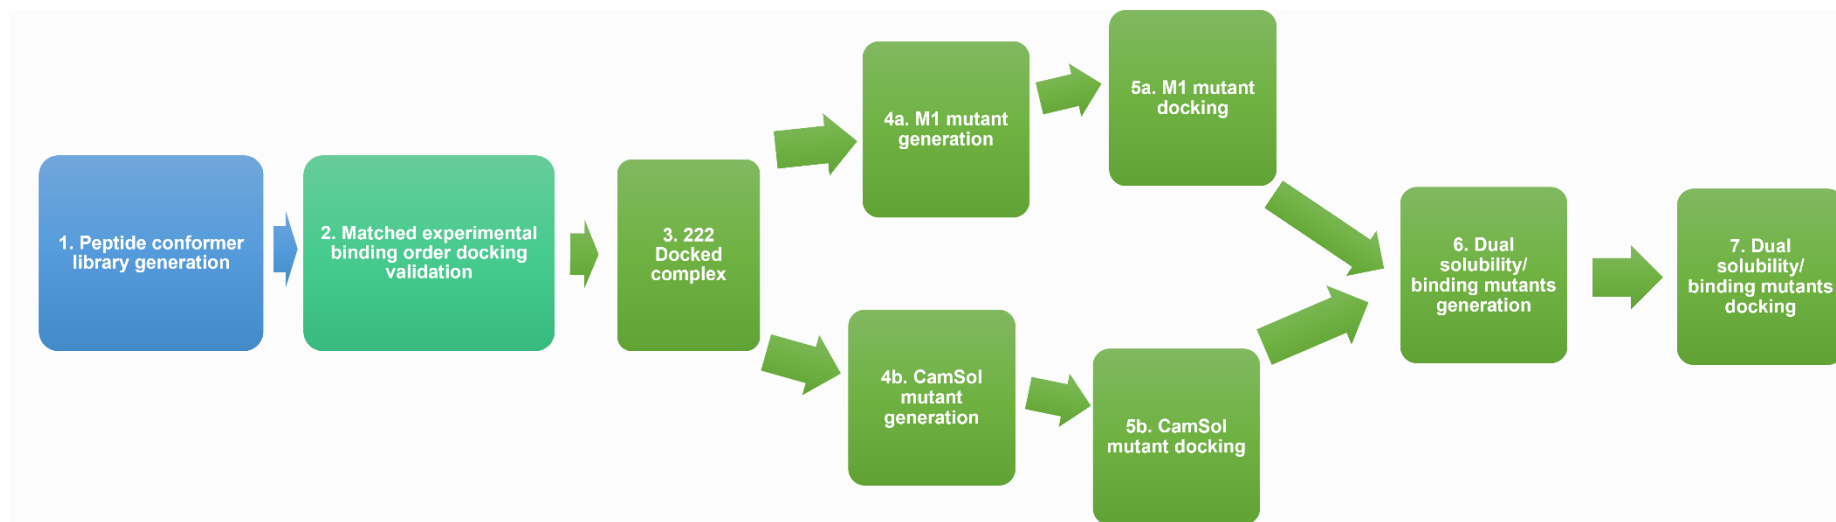 1. Peptide conformer
library generation
2. Matched experimental
binding order docking
validation
3. 222
Docked
complex
4a. M1 mutant
generation
5a. M1 mutant
docking
4b. CamSol
mutant
generation
5b. CamSol
mutant docking
6. Dual
solubility/
binding mutants
generation
7. Dual
solubility/
binding mutants
docking